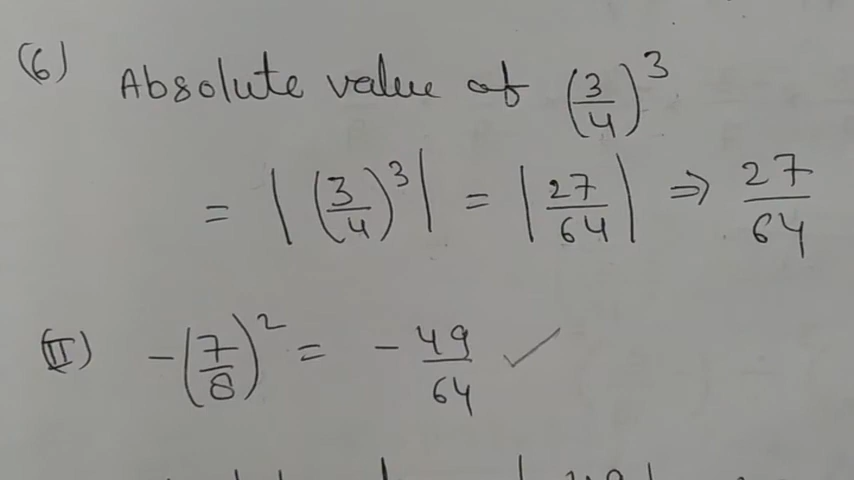 (6) Absolute value of (3/4)^3
= |(3/4)^3| = |27/64| ⇒ 27/64
(II) -(7/8)^2 = - 49/64 ✓